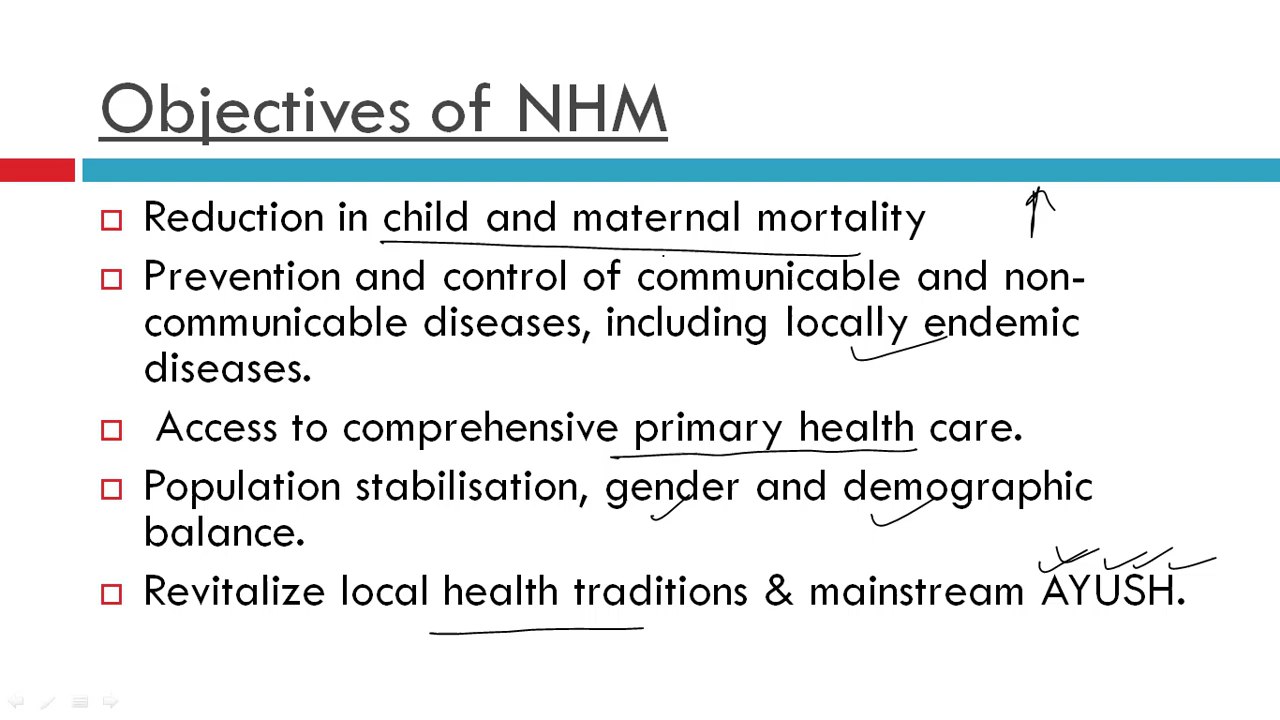 Objectives of NHM
Reduction in child and maternal mortality
Prevention and control of communicable and non-
communicable diseases, including locally endemic
diseases.
Access to comprehensive primary health care.
Population stabilisation, gender and demographic
balance.
Revitalize local health traditions & mainstream AYUSH.